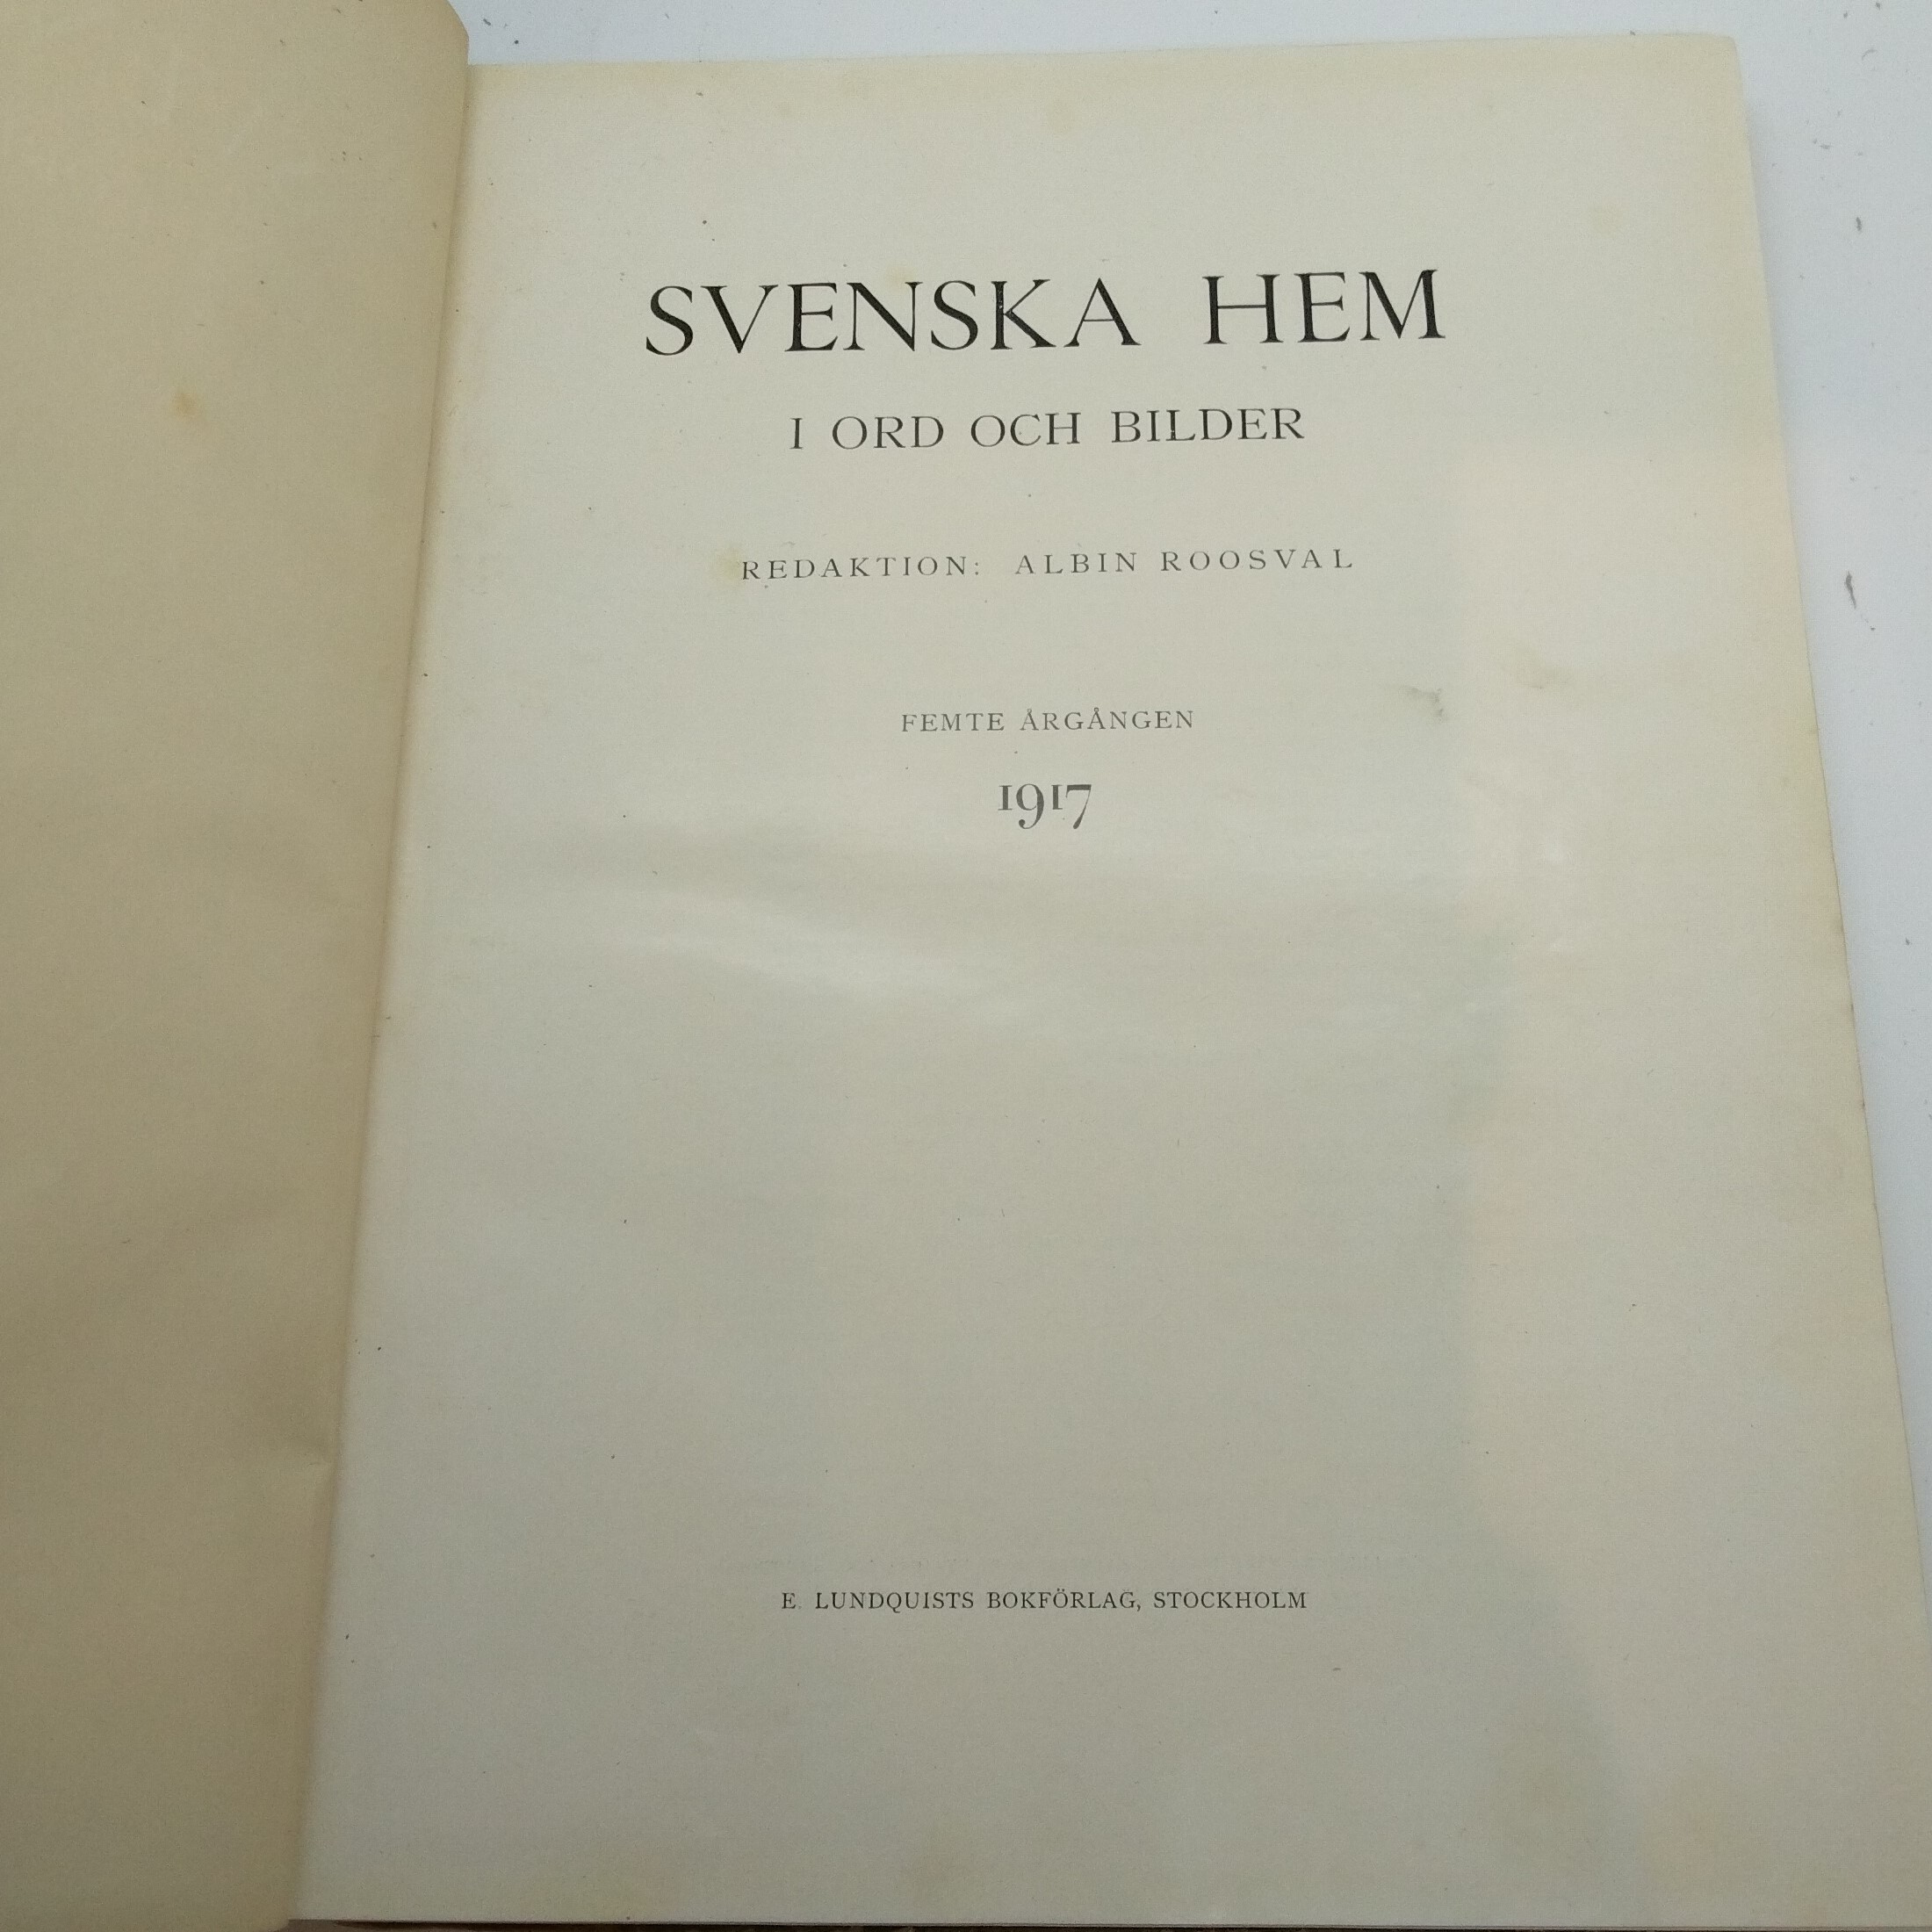 SVENSKA HEM
I ORD OCH BILDER
REDAKTION: ALBIN ROOSVAL
FEMTE ÅRGÅNGEN
1917
E. LUNDQUISTS BOKFÖRLAG, STOCKHOLM